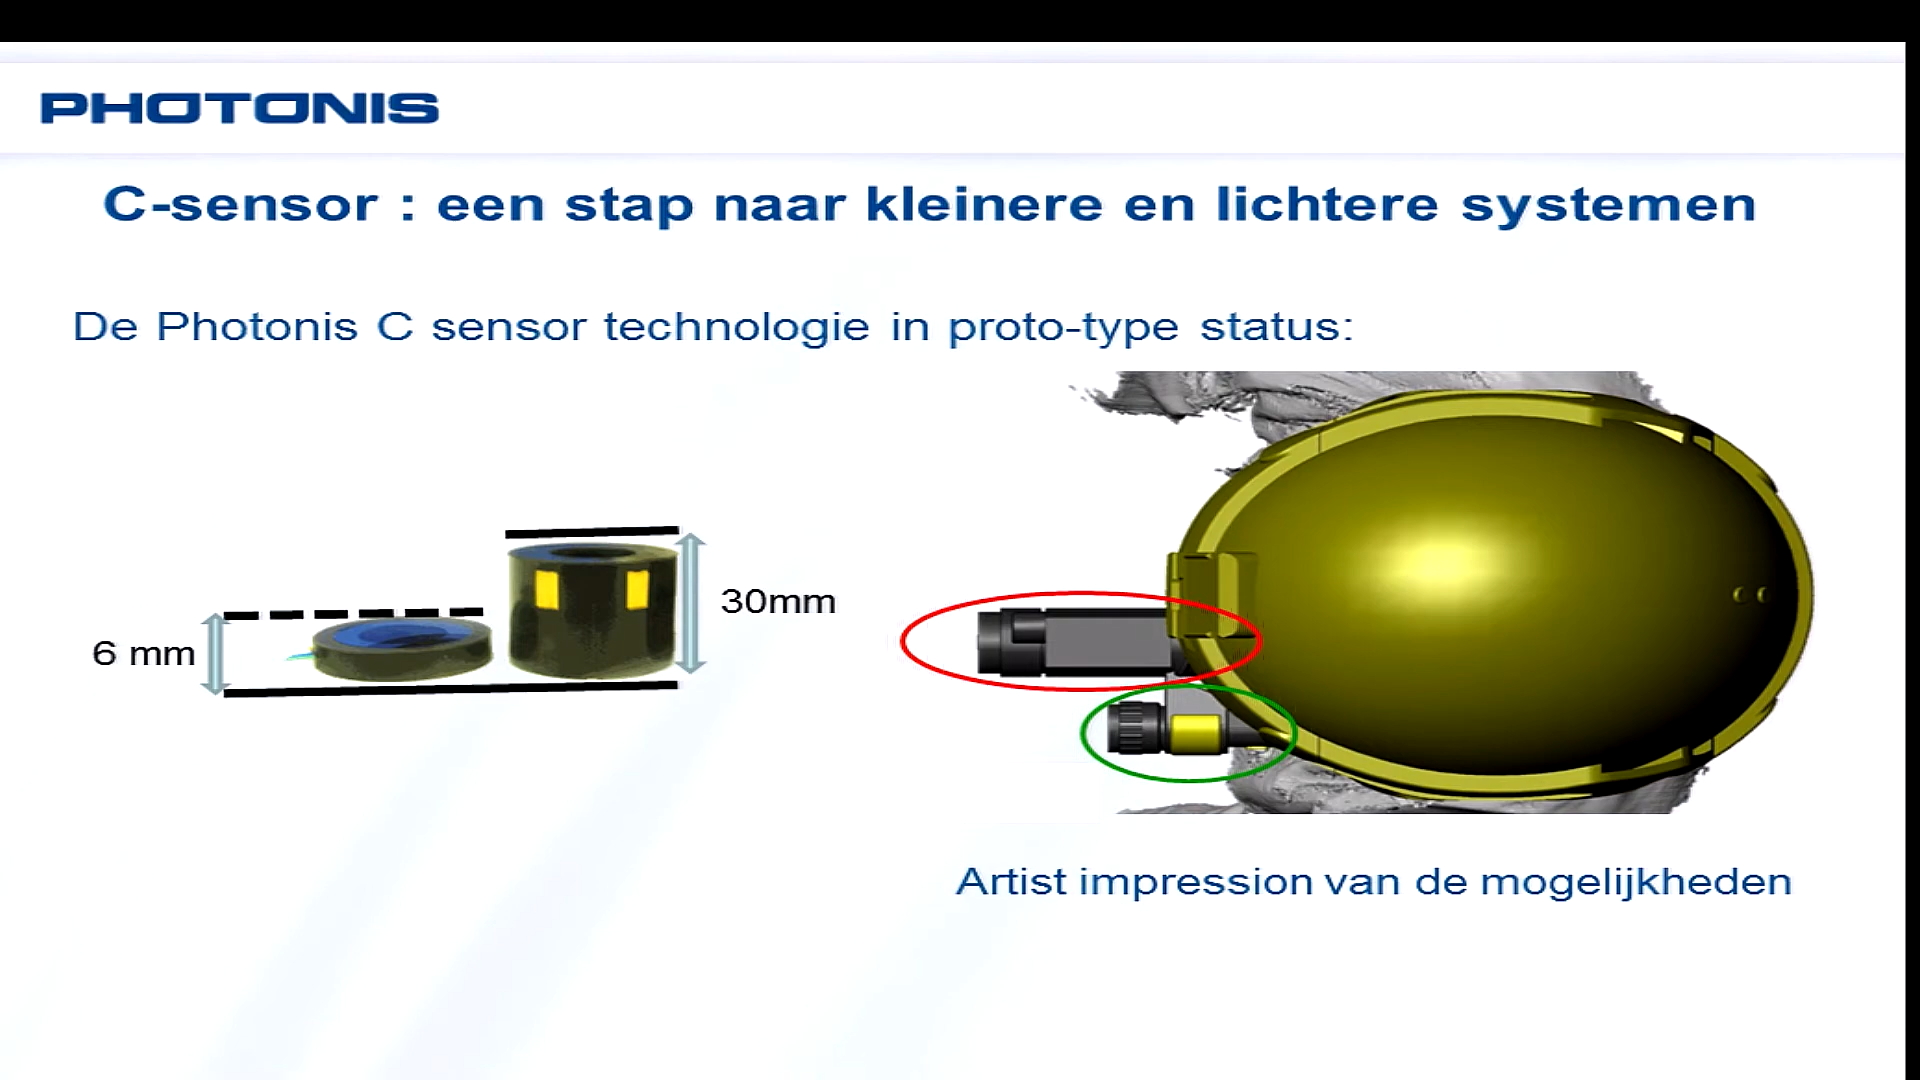 PHOTONIS
C-sensor : een stap naar kleinere en lichtere systemen
De Photonis C sensor technologie in proto-type status:
30mm
6 mm
Artist impression van de mogelijkheden